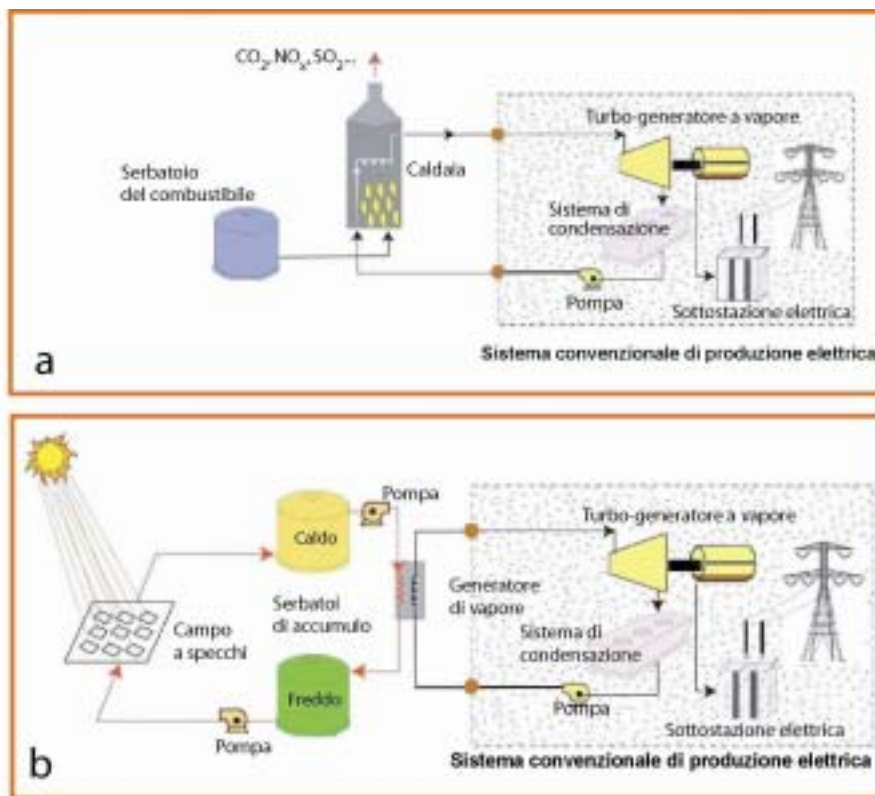 CO₂, NOₓ, SO₂...
Turbo-generatore a vapore
Caldaia
Serbatoio
del combustibile
Sistema di
condensazione
Pompa
Sottostazione elettrica
Sistema convenzionale di produzione elettrica
a
Pompa
Turbo-generatore a vapore
Caldo
Generatore
di vapore
Serbatoi
di accumulo
Campo
a specchi
Sistema di
condensazione
Freddo
Pompa
Pompa
Sottostazione elettrica
Sistema convenzionale di produzione elettrica
b